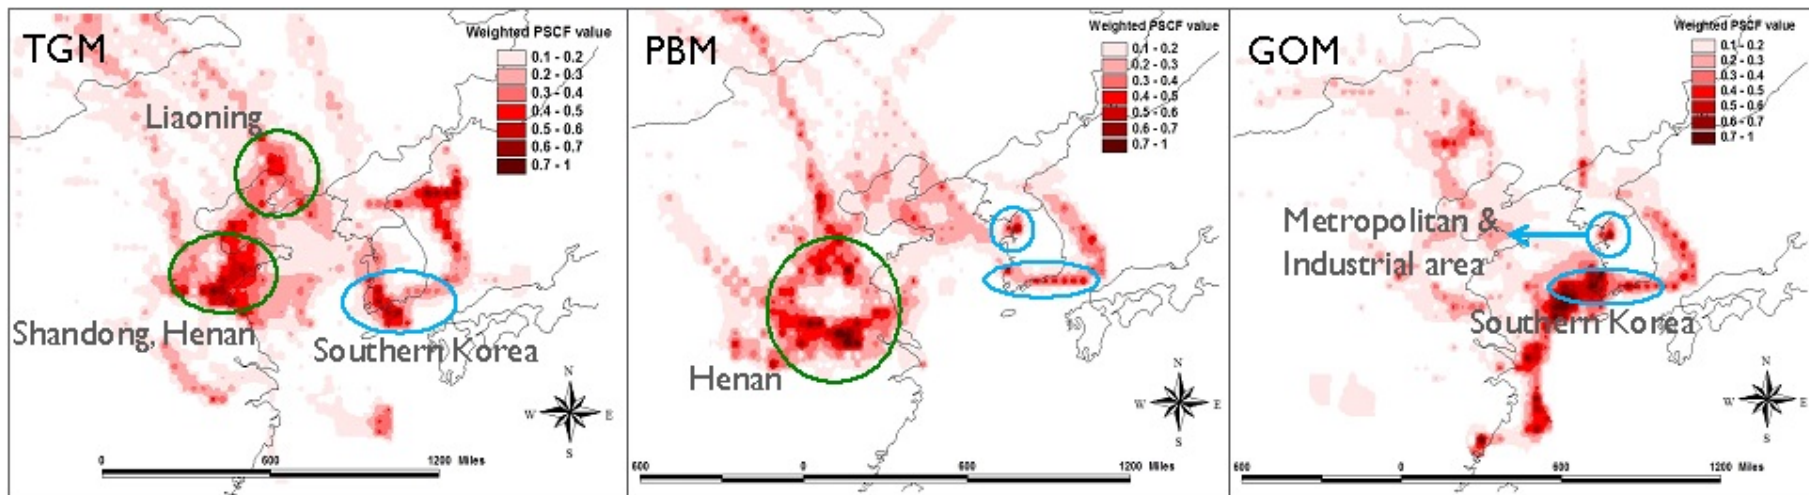 TGM
Weighted PSCF value
0.1 - 0.2
0.2 - 0.3
0.3 - 0.4
0.4 - 0.5
0.5 - 0.6
0.6 - 0.7
0.7 - 1
Liaoning
Shandong, Henan
Southern Korea
N
W E
S
0 600 1200 Miles
PBM
Weighted PSCF value
0.1 - 0.2
0.2 - 0.3
0.3 - 0.4
0.4 - 0.5
0.5 - 0.6
0.6 - 0.7
0.7 - 1
Henan
N
W E
S
600 0 600 1200 Miles
GOM
Weighted PSCF value
0.1 - 0.2
0.2 - 0.3
0.3 - 0.4
0.4 - 0.5
0.5 - 0.6
0.6 - 0.7
0.7 - 1
Metropolitan &
Industrial area
Southern Korea
N
W E
S
600 0 600 1200 Miles